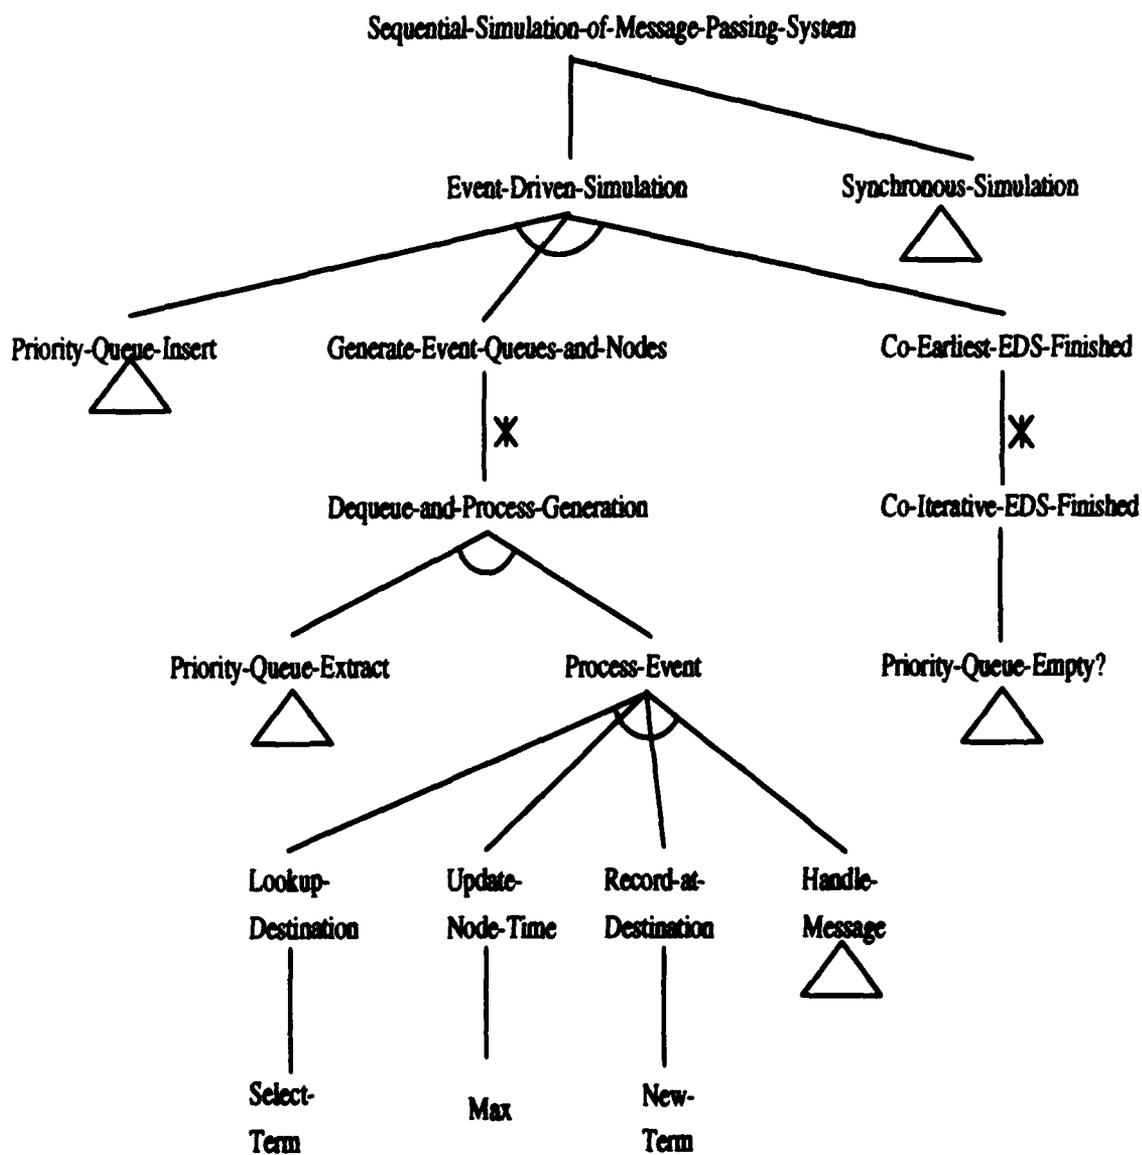 Sequential-Simulation-of-Message-Passing-System
Event-Driven-Simulation
Synchronous-Simulation
Priority-Queue-Insert
Generate-Event-Queues-and-Nodes
Co-Earliest-EDS-Finished
Dequeue-and-Process-Generation
Co-Iterative-EDS-Finished
Priority-Queue-Extract
Process-Event
Priority-Queue-Empty?
Lookup-
Destination
Update-
Node-Time
Record-at-
Destination
Handle-
Message
Select-
Term
Max
New-
Term